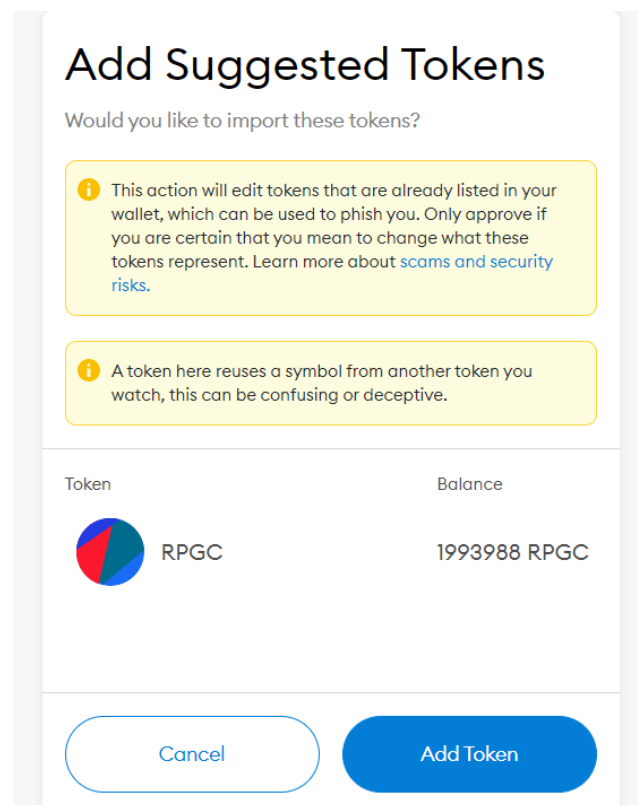 Add Suggested Tokens
Would you like to import these tokens?
This action will edit tokens that are already listed in your
wallet, which can be used to phish you. Only approve if
you are certain that you mean to change what these
tokens represent. Learn more about scams and security
risks.
A token here reuses a symbol from another token you
watch, this can be confusing or deceptive.
Token Balance
RPGC 1993988 RPGC
Cancel Add Token